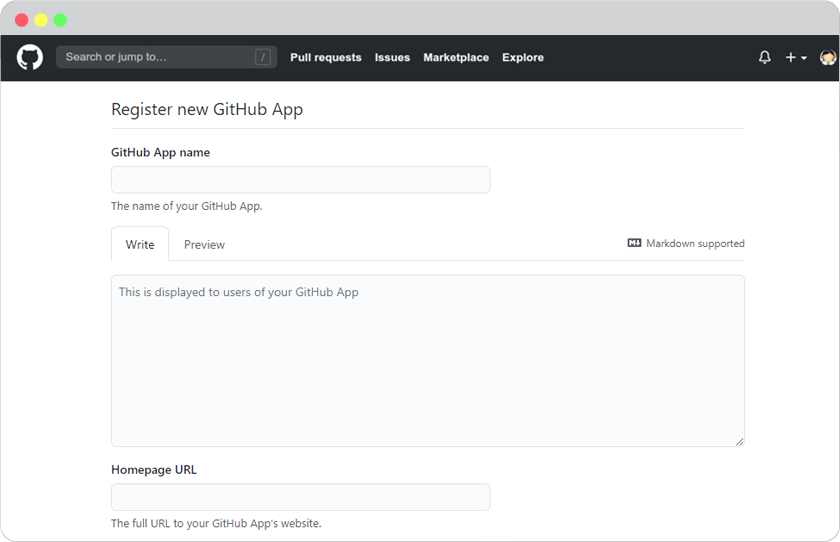 Search or jump to… /
Pull requests Issues Marketplace Explore
Register new GitHub App
GitHub App name
The name of your GitHub App.
Write Preview Markdown supported
This is displayed to users of your GitHub App
Homepage URL
The full URL to your GitHub App's website.